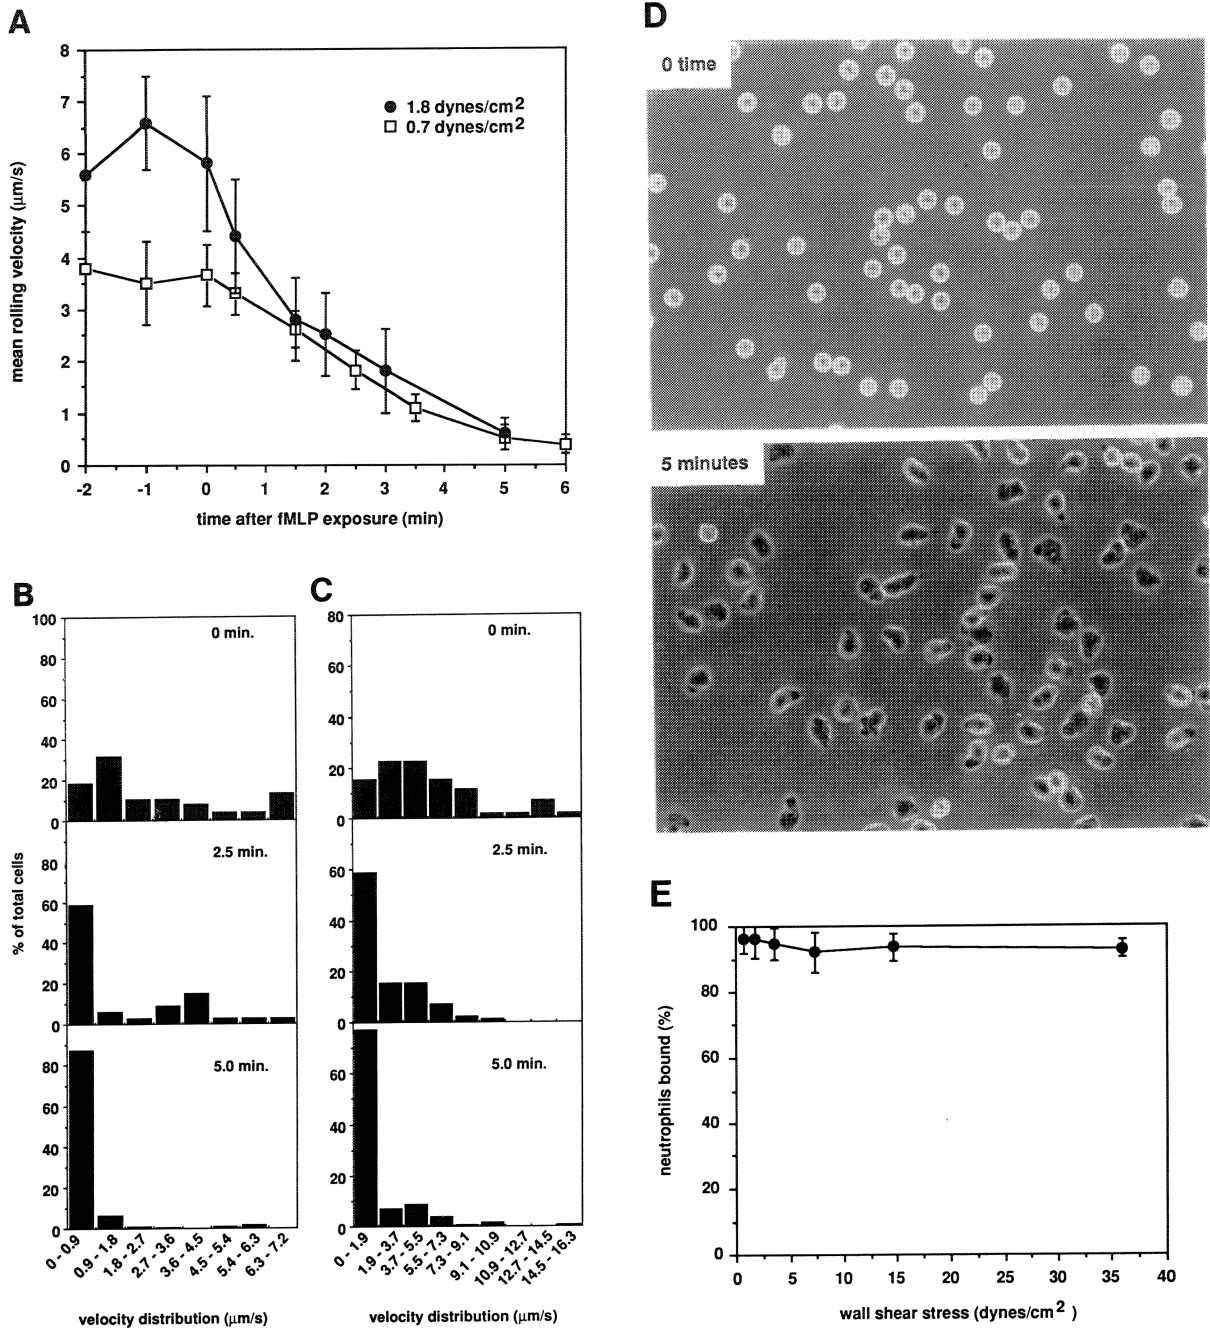 A
8
7
6
5
4
3
2
1
0
mean rolling velocity (μm/s)
1.8 dynes/cm2
0.7 dynes/cm2
-2 -1 0 1 2 3 4 5 6
time after fMLP exposure (min)
B
100
80
60
40
20
0
0 min.
80
60
40
20
0
2.5 min.
80
60
40
20
0
5.0 min.
% of total cells
0 - 0.9
0.9 - 1.8
1.8 - 2.7
2.7 - 3.6
3.6 - 4.5
4.5 - 5.4
5.4 - 6.3
6.3 - 7.2
velocity distribution (μm/s)
C
80
60
40
20
0
0 min.
60
40
20
0
2.5 min.
60
40
20
0
5.0 min.
0 - 1.9
1.9 - 3.7
3.7 - 5.5
5.5 - 7.3
7.3 - 9.1
9.1 - 10.9
10.9 - 12.7
12.7 - 14.5
14.5 - 16.3
velocity distribution (μm/s)
D
0 time
5 minutes
E
100
80
60
40
20
0
neutrophils bound (%)
0 5 10 15 20 25 30 35 40
wall shear stress (dynes/cm2 )